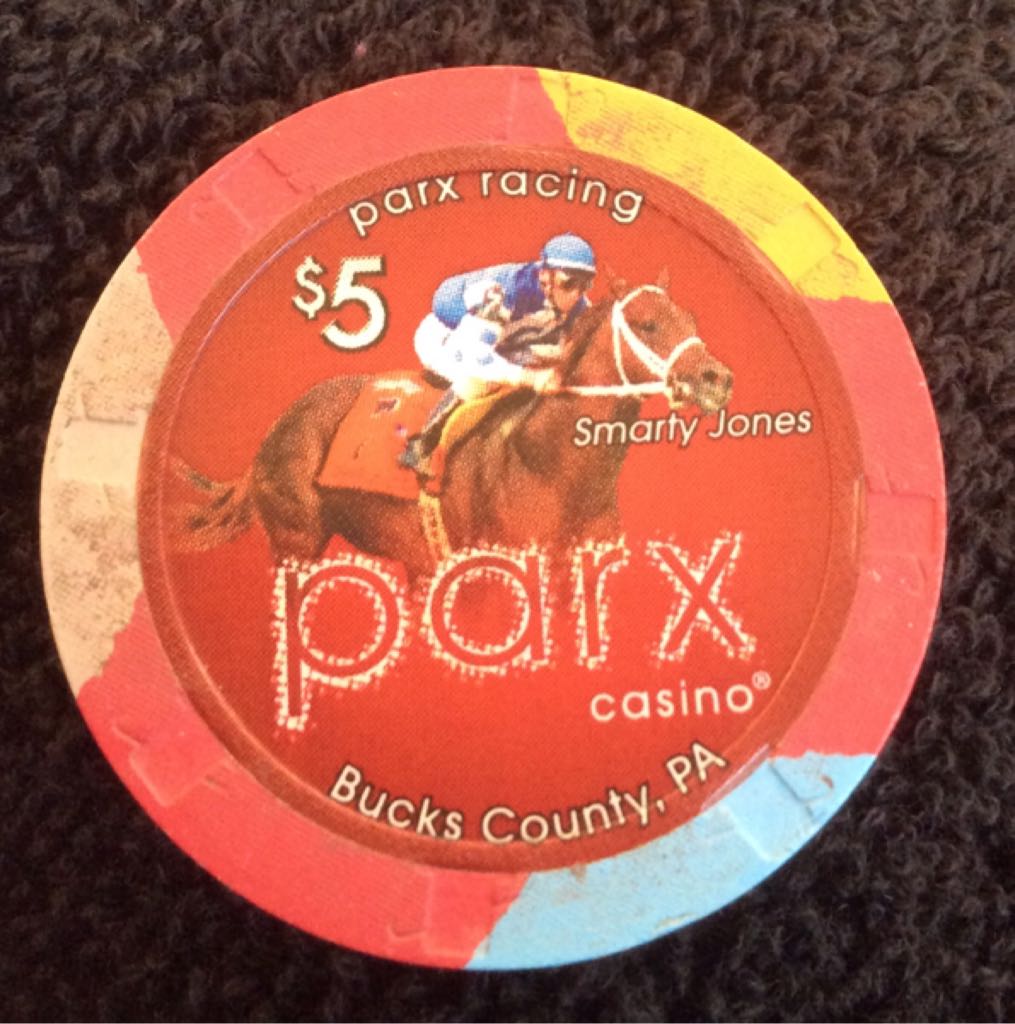 parx racing
$5
Smarty Jones
parx
casino®
Bucks County, PA